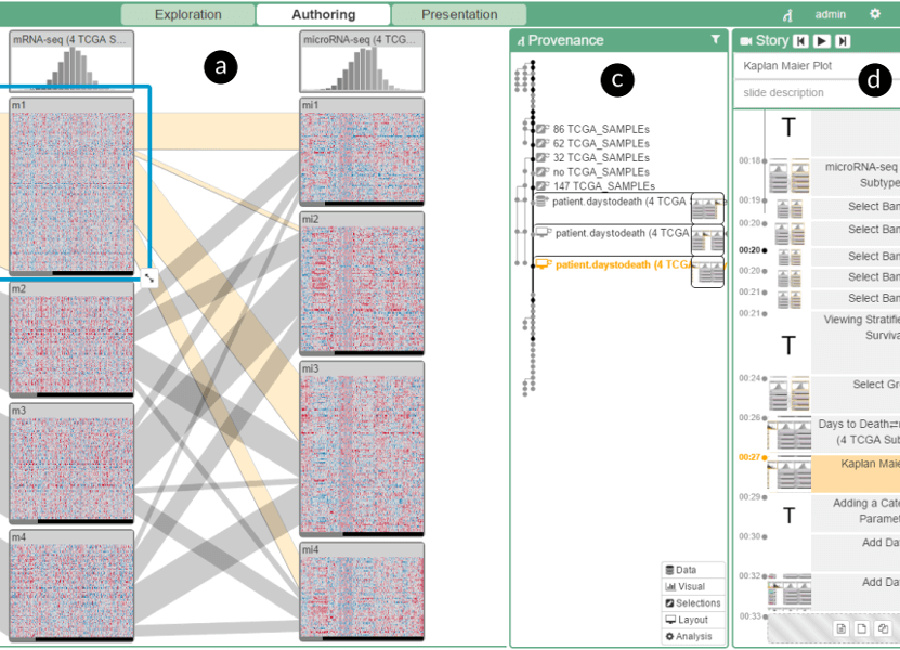 Exploration
Authoring
Presentation
admin
mRNA-seq (4 TCGA S...
microRNA-seq (4 TCG...
a
m1
m2
m3
m4
mi1
mi2
mi3
mi4
Provenance
c
86 TCGA_SAMPLEs
62 TCGA_SAMPLEs
32 TCGA_SAMPLEs
no TCGA_SAMPLEs
147 TCGA_SAMPLEs
patient.daystodeath (4 TCGA
patient.daystodeath (4 TCGA
patient.daystodeath (4 TCGA
Data
Visual
Selections
Layout
Analysis
Story
Kaplan Maier Plot
d
slide description
T
00:18
microRNA-seq
Subtype
00:19
Select Ban
00:20
Select Ban
00:20
Select Ban
00:20
Select Ban
00:21
Select Ban
00:21
Viewing Stratifie
Surviva
T
00:24
Select Gr
00:26
Days to Death
(4 TCGA Sub
00:27
Kaplan Maie
00:29
Adding a Cate
Paramet
T
00:30
Add Da
00:32
Add Da
00:33